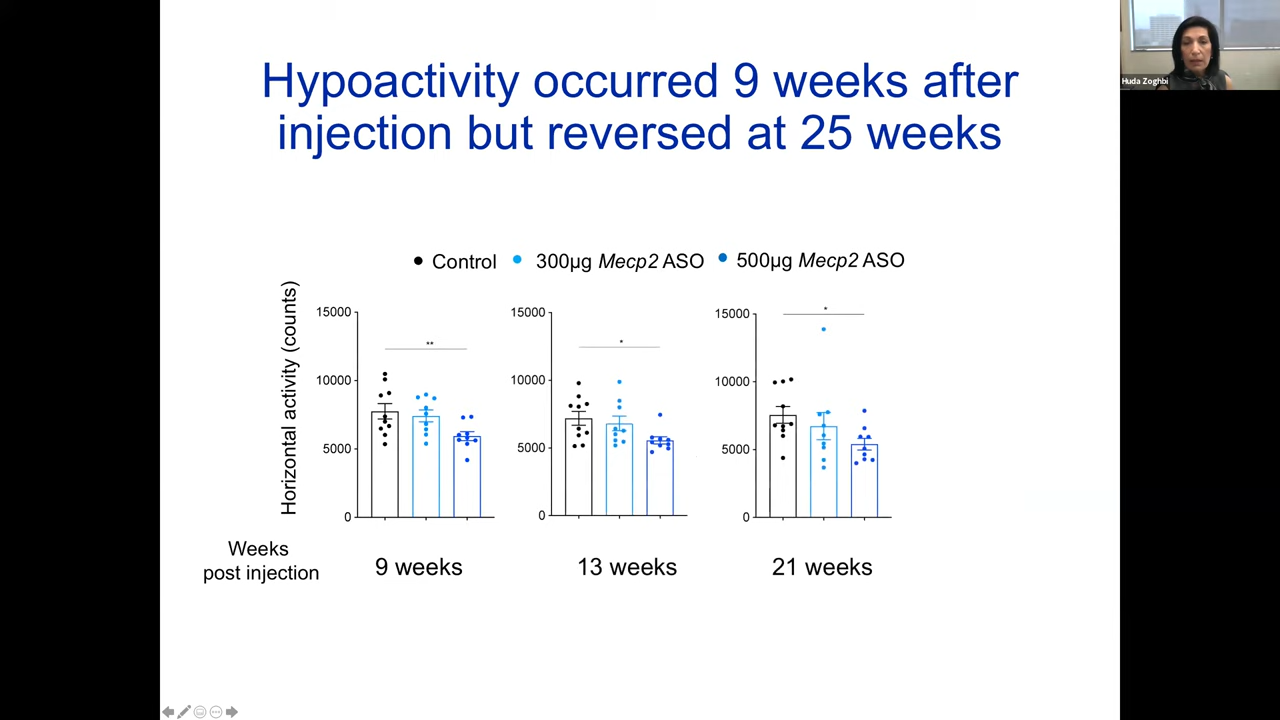 Huda Zoghbi
Hypoactivity occurred 9 weeks after
injection but reversed at 25 weeks
Control 300µg Mecp2 ASO 500µg Mecp2 ASO
Horizontal activity (counts)
15000
10000
5000
0
**
15000
10000
5000
0
*
15000
10000
5000
0
*
Weeks
post injection
9 weeks
13 weeks
21 weeks